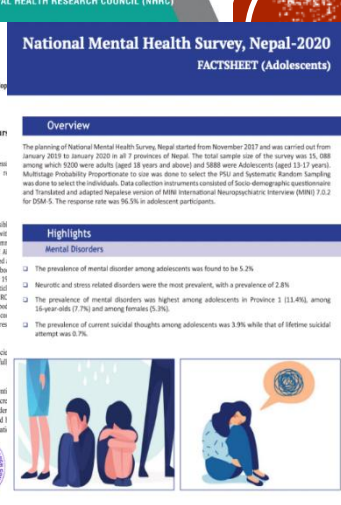 AL HEALTH RESEARCH COUNCIL (NHRC)
National Mental Health Survey, Nepal-2020
FACTSHEET (Adolescents)
Overview
The planning of National Mental Health Survey, Nepal started from November 2017 and was carried out from
January 2019 to January 2020 in all 7 provinces of Nepal. The total sample size of the survey was 15, 088
among which 9200 were adults (aged 18 years and above) and 5888 were Adolescents (aged 13-17 years).
Multistage Probability Proportionate to size was done to select the PSU and Systematic Random Sampling
was done to select the individuals. Data collection instruments consisted of Socio-demographic questionnaire
and Translated and adapted Nepalese version of MINI International Neuropsychiatric Interview (MINI) 7.0.2
for DSM-5. The response rate was 96.5% in adolescent participants.
Highlights
Mental Disorders
The prevalence of mental disorder among adolescents was found to be 5.2%
Neurotic and stress related disorders were the most prevalent, with a prevalence of 2.8%
The prevalence of mental disorders was highest among adolescents in Province 1 (11.4%), among
16-year-olds (7.7%) and among females (5.3%).
The prevalence of current suicidal thoughts among adolescents was 3.9% while that of lifetime suicidal
attempt was 0.7%.